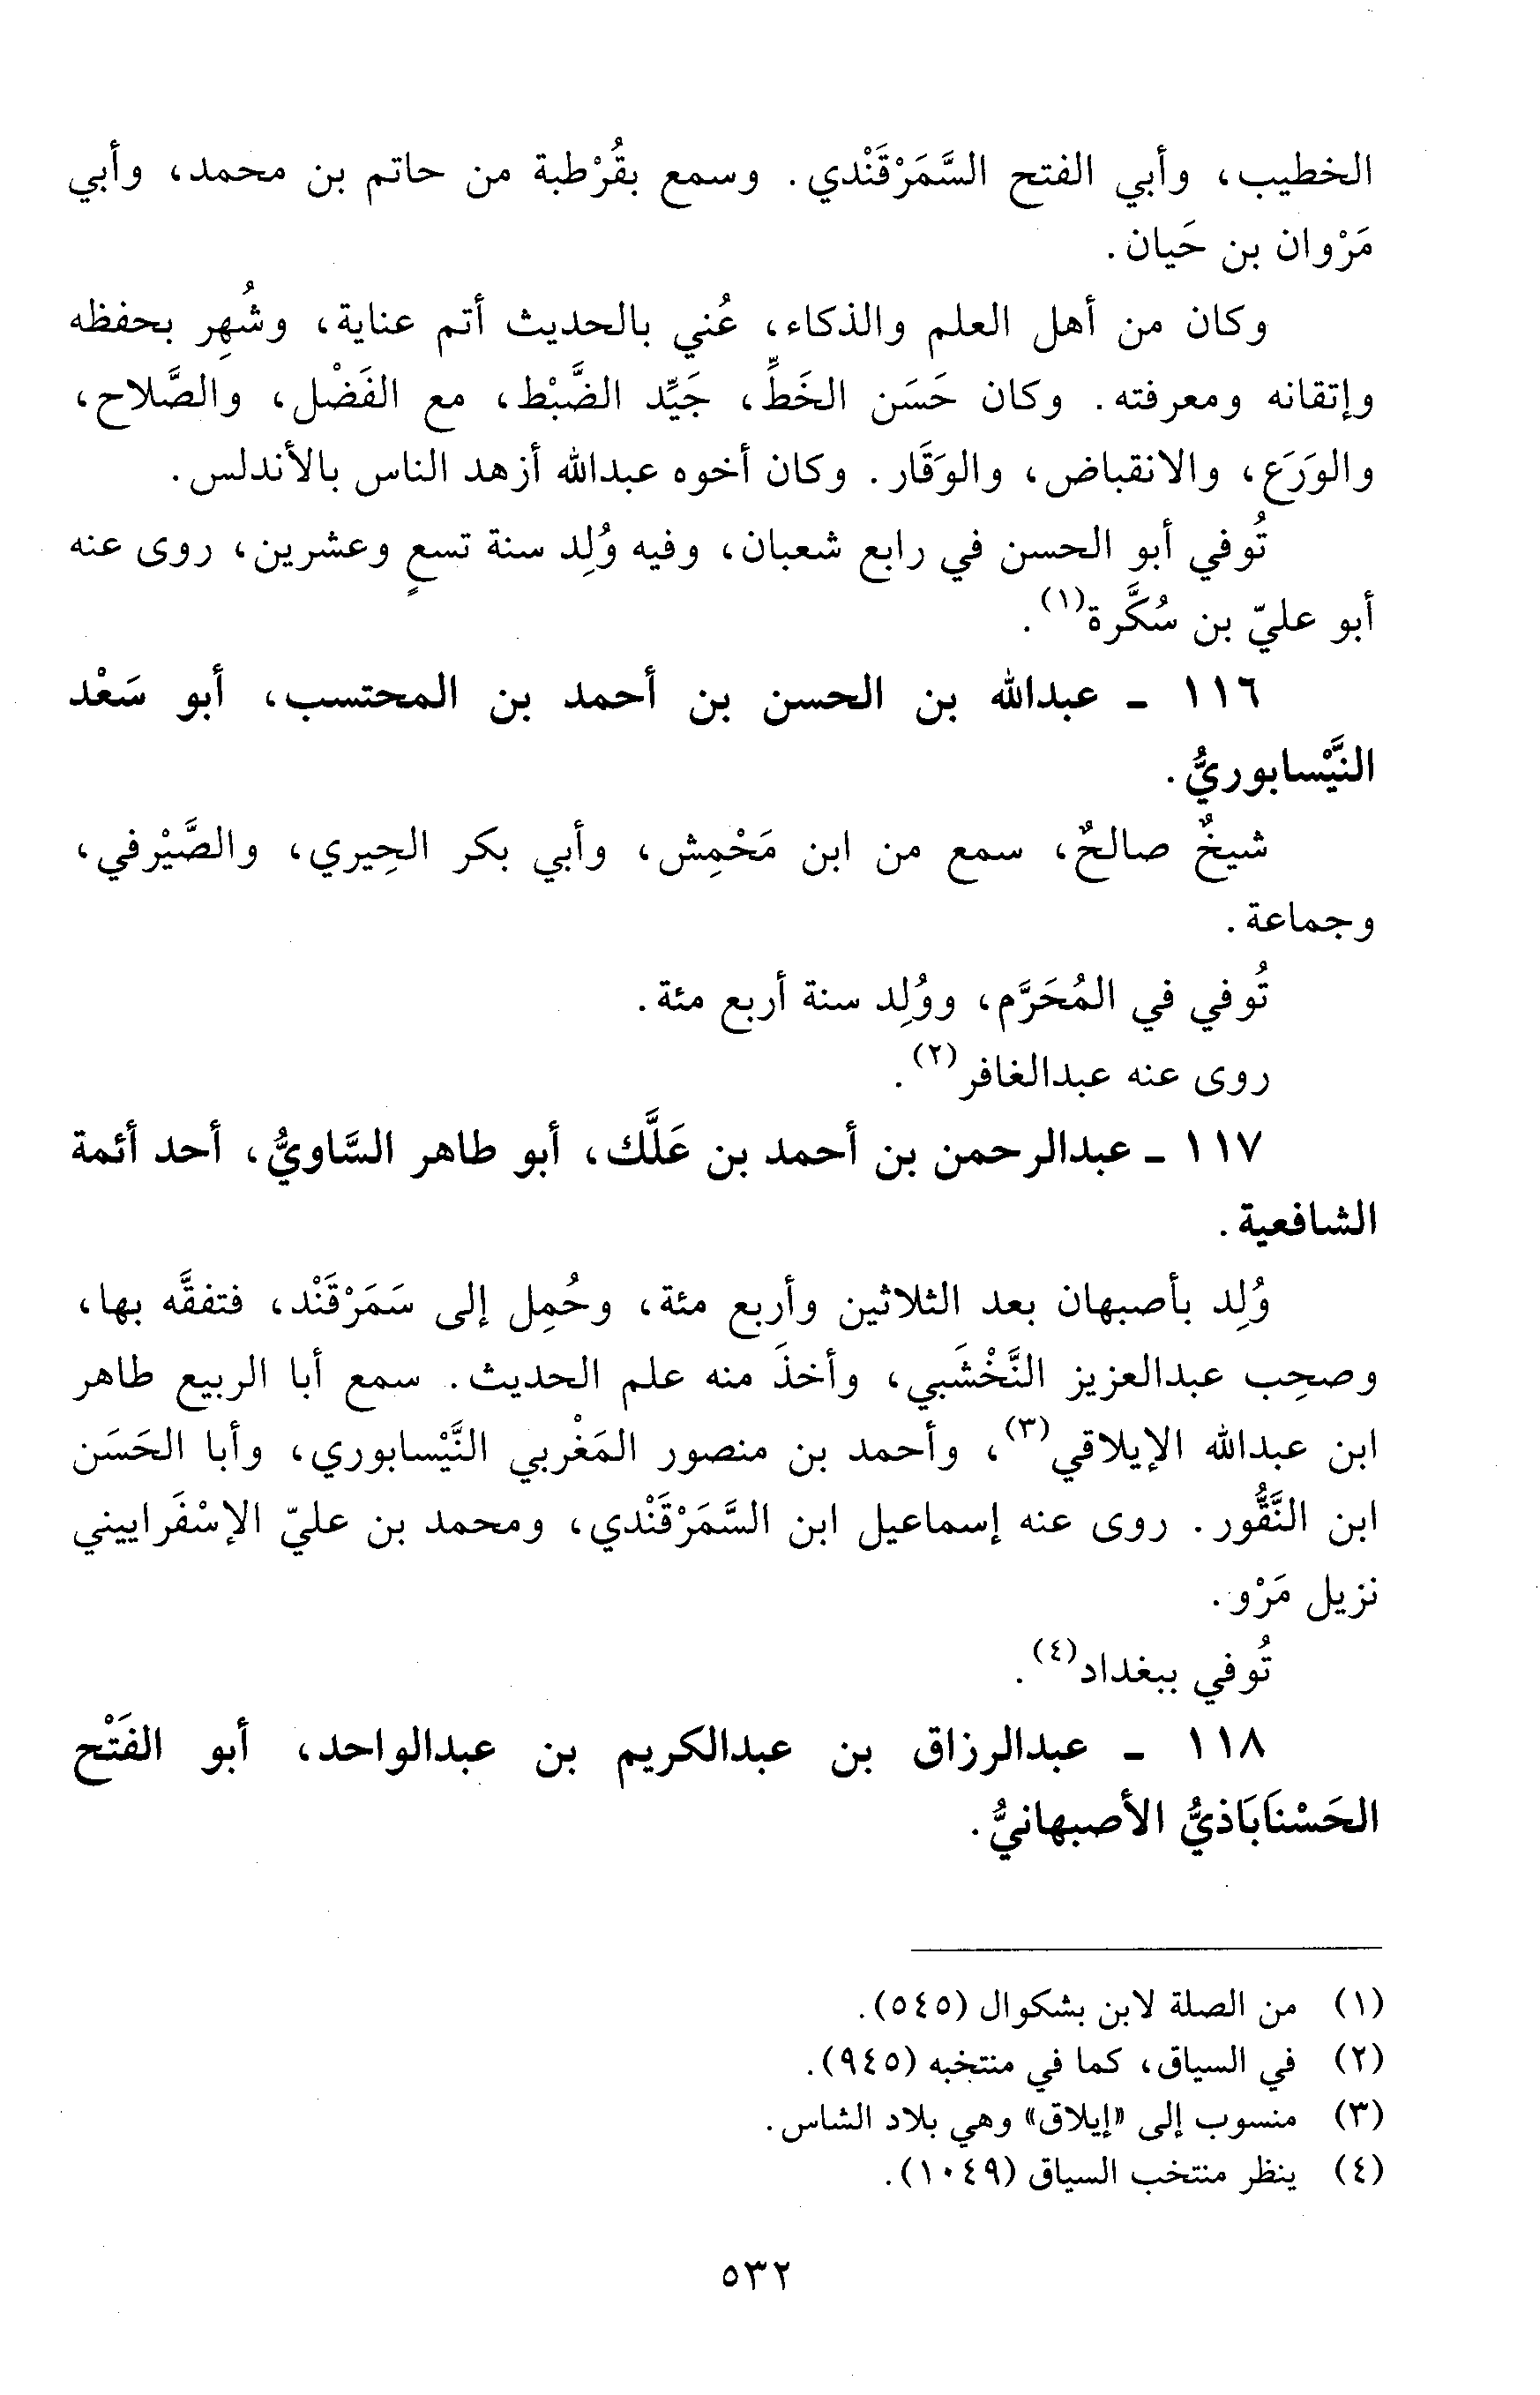 الخطيب، وأبي الفتح السَّمَرْقَنْدي. وسمع بقُرْطبة من حاتم بن محمد، وأبي
مَرْوان بن حَيان.
وكان من أهل العلم والذكاء، عُني بالحديث أتم عناية، وشُهِر بحفظه
وإتقانه ومعرفته. وكان حَسَن الخَطِّ، جَيِّد الضَّبْط، مع الفَضْل، والصَّلاح،
والوَرَع، والانقباض، والوَقَار. وكان أخوه عبدالله أزهد الناس بالأندلس.
تُوفي أبو الحسن في رابع شعبان، وفيه وُلِد سنة تسعٍ وعشرين، روى عنه
أبو عليّ بن سُكَّرة(١).
١١٦ - عبدالله بن الحسن بن أحمد بن المحتسب، أبو سَعْد
النَّيْسابوريُّ.
شيخٌ صالحٌ، سمع من ابن مَحْمِش، وأبي بكر الحِيري، والصَّيْرفي،
وجماعة.
تُوفي في المُحَرَّم، ووُلِد سنة أربع مئة.
روى عنه عبدالغافر(٢).
١١٧ - عبدالرحمن بن أحمد بن عَلَّك، أبو طاهر السَّاويُّ، أحد أئمة
الشافعية.
وُلِد بأصبهان بعد الثلاثين وأربع مئة، وحُمِل إلى سَمَرْقَنْد، فتفقَّه بها،
وصحِب عبدالعزيز النَّخْشَبي، وأخذَ منه علم الحديث. سمع أبا الربيع طاهر
ابن عبدالله الإيلاقي(٣)، وأحمد بن منصور المَغْربي النَّيْسابوري، وأبا الحَسَن
ابن النَّقُّور. روى عنه إسماعيل ابن السَّمَرْقَندي، ومحمد بن عليّ الإسْفَراييني
نزيل مَرْو.
تُوفي ببغداد(٤).
١١٨ - عبدالرزاق بن عبدالكريم بن عبدالواحد، أبو الفَتْح
الحَسْنَابَاذيُّ الأصبهانيُّ.
(١) من الصلة لابن بشكوال (٥٤٥).
(٢) في السياق، كما في منتخبه (٩٤٥).
(٣) منسوب إلى «إيلاق» وهي بلاد الشاس.
(٤) ينظر منتخب السياق (١٠٤٩).
٥٣٢